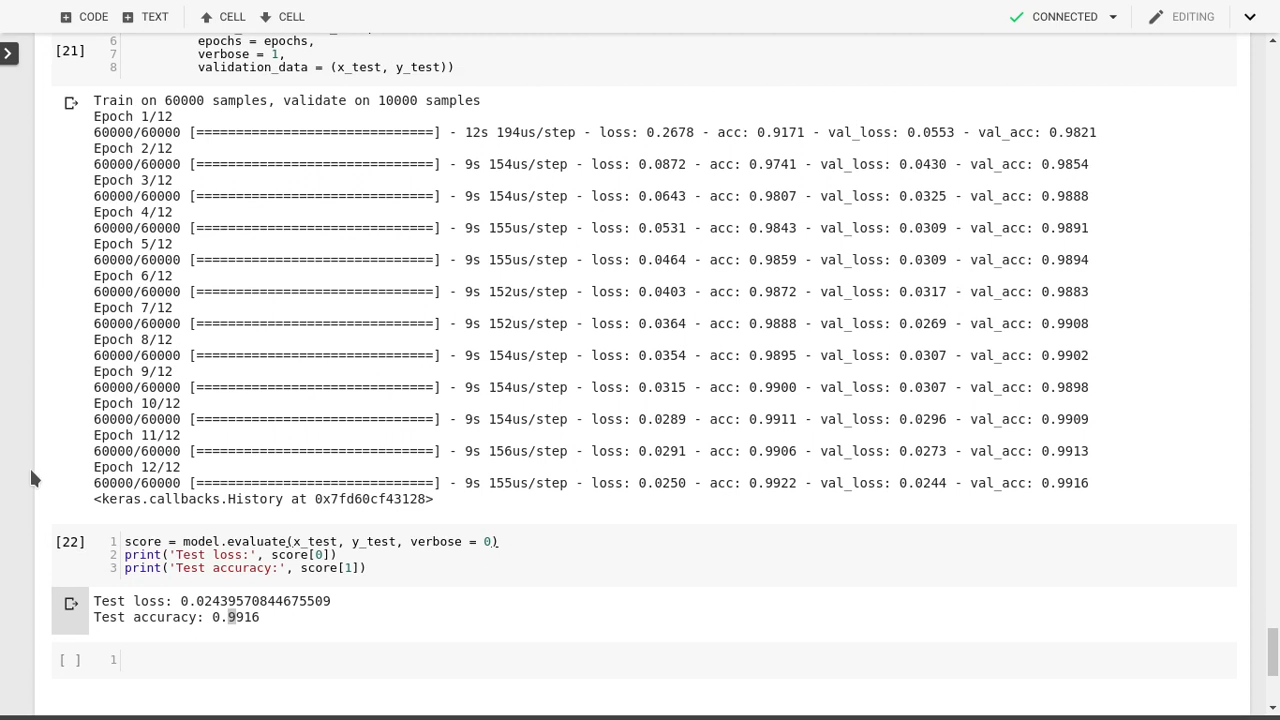 CODE TEXT CELL CELL CONNECTED EDITING
6 epochs = epochs,
[21] 7 verbose = 1,
8 validation_data = (x_test, y_test))
Train on 60000 samples, validate on 10000 samples
Epoch 1/12
60000/60000 [==============================] - 12s 194us/step - loss: 0.2678 - acc: 0.9171 - val_loss: 0.0553 - val_acc: 0.9821
Epoch 2/12
60000/60000 [==============================] - 9s 154us/step - loss: 0.0872 - acc: 0.9741 - val_loss: 0.0430 - val_acc: 0.9854
Epoch 3/12
60000/60000 [==============================] - 9s 154us/step - loss: 0.0643 - acc: 0.9807 - val_loss: 0.0325 - val_acc: 0.9888
Epoch 4/12
60000/60000 [==============================] - 9s 155us/step - loss: 0.0531 - acc: 0.9843 - val_loss: 0.0309 - val_acc: 0.9891
Epoch 5/12
60000/60000 [==============================] - 9s 155us/step - loss: 0.0464 - acc: 0.9859 - val_loss: 0.0309 - val_acc: 0.9894
Epoch 6/12
60000/60000 [==============================] - 9s 152us/step - loss: 0.0403 - acc: 0.9872 - val_loss: 0.0317 - val_acc: 0.9883
Epoch 7/12
60000/60000 [==============================] - 9s 152us/step - loss: 0.0364 - acc: 0.9888 - val_loss: 0.0269 - val_acc: 0.9908
Epoch 8/12
60000/60000 [==============================] - 9s 154us/step - loss: 0.0354 - acc: 0.9895 - val_loss: 0.0307 - val_acc: 0.9902
Epoch 9/12
60000/60000 [==============================] - 9s 154us/step - loss: 0.0315 - acc: 0.9900 - val_loss: 0.0307 - val_acc: 0.9898
Epoch 10/12
60000/60000 [==============================] - 9s 154us/step - loss: 0.0289 - acc: 0.9911 - val_loss: 0.0296 - val_acc: 0.9909
Epoch 11/12
60000/60000 [==============================] - 9s 156us/step - loss: 0.0291 - acc: 0.9906 - val_loss: 0.0273 - val_acc: 0.9913
Epoch 12/12
60000/60000 [==============================] - 9s 155us/step - loss: 0.0250 - acc: 0.9922 - val_loss: 0.0244 - val_acc: 0.9916
<keras.callbacks.History at 0x7fd60cf43128>
[22] 1 score = model.evaluate(x_test, y_test, verbose = 0)
2 print('Test loss:', score[0])
3 print('Test accuracy:', score[1])
Test loss: 0.02439570844675509
Test accuracy: 0.9916
[ ] 1